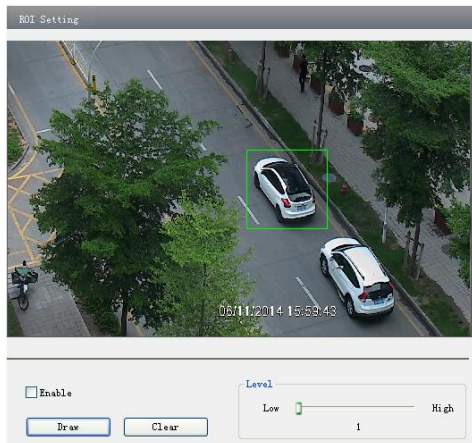 ROI Setting
06/11/2014 15:59:43
Enable
Level
Low
High
1
Draw
Clear